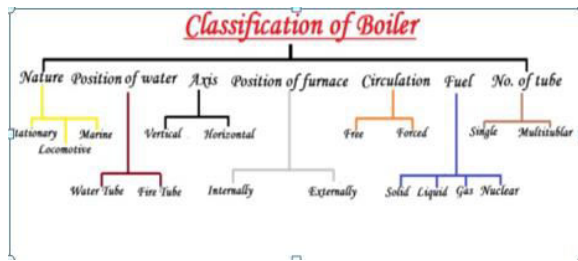 Classification of Boiler
Nature Position of water Axis Position of furnace Circulation Fuel No. of tube
Stationary Marine Vertical Horizontal Free Forced Single Multitublar
Locomotive
Water Tube Fire Tube Internally Externally Solid Liquid Gas Nuclear